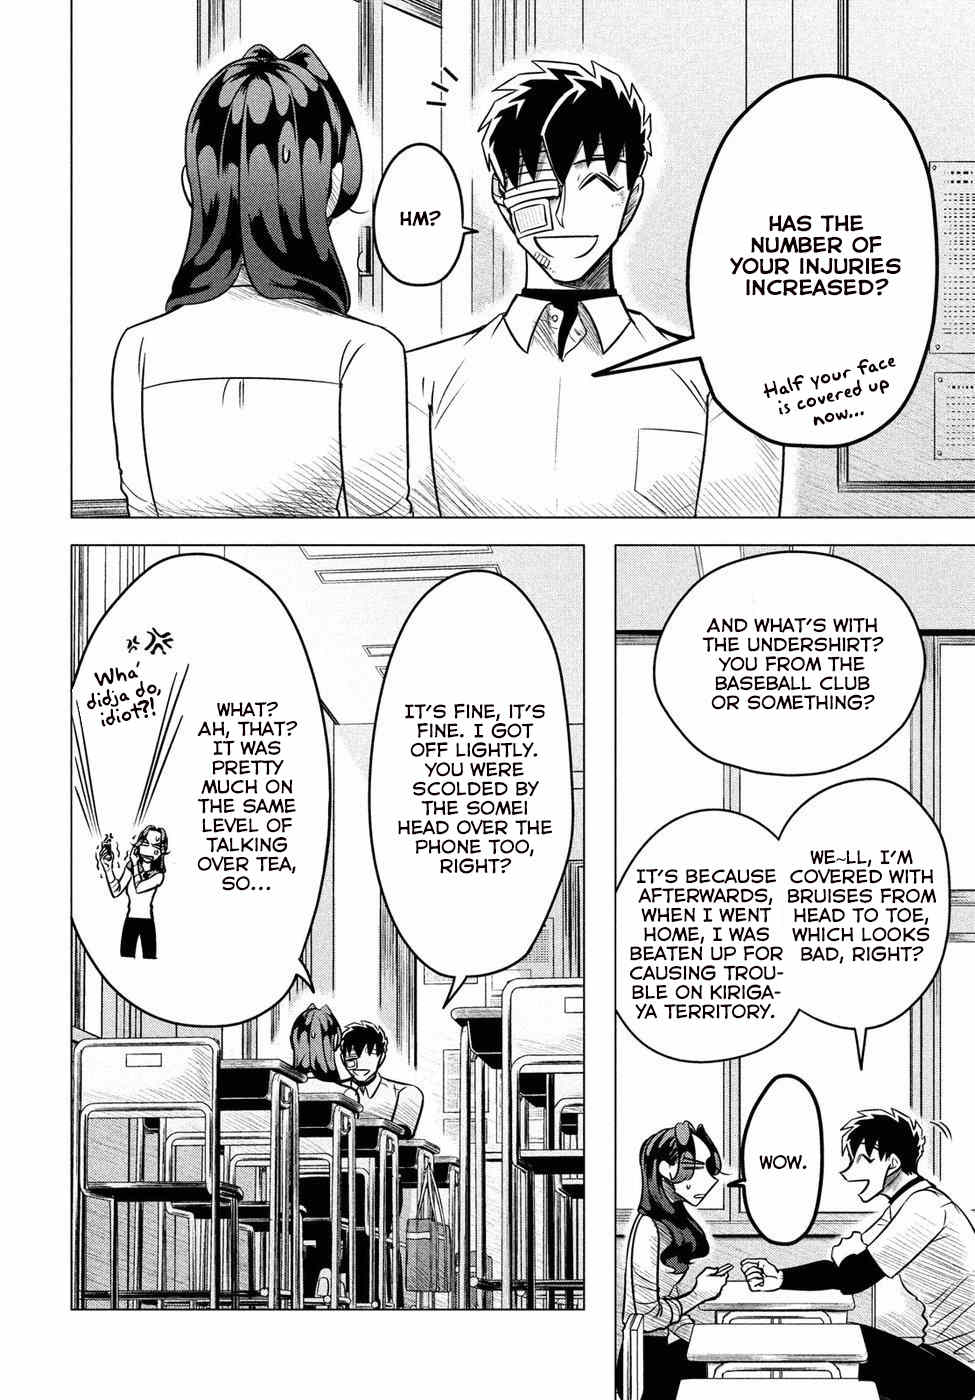 HAS THE
NUMBER OF
YOUR INJURIES
INCREASED?
Half your face
is covered up
now...
HM?
AND WHAT'S WITH
THE UNDERSHIRT?
YOU FROM THE
BASEBALL CLUB
OR SOMETHING?
WE~LL, I'M
COVERED WITH
BRUISES FROM
HEAD TO TOE,
WHICH LOOKS
BAD, RIGHT?
IT'S BECAUSE
AFTERWARDS,
WHEN I WENT
HOME, I WAS
BEATEN UP FOR
CAUSING TROU-
BLE ON KIRIGA-
YA TERRITORY.
WOW.
IT'S FINE, IT'S
FINE. I GOT
OFF LIGHTLY.
YOU WERE
SCOLDED BY
THE SOMEI
HEAD OVER THE
PHONE TOO,
RIGHT?
WHAT?
AH, THAT?
IT WAS
PRETTY
MUCH ON
THE SAME
LEVEL OF
TALKING
OVER TEA,
SO...
Wha'
didja do,
idiot?!